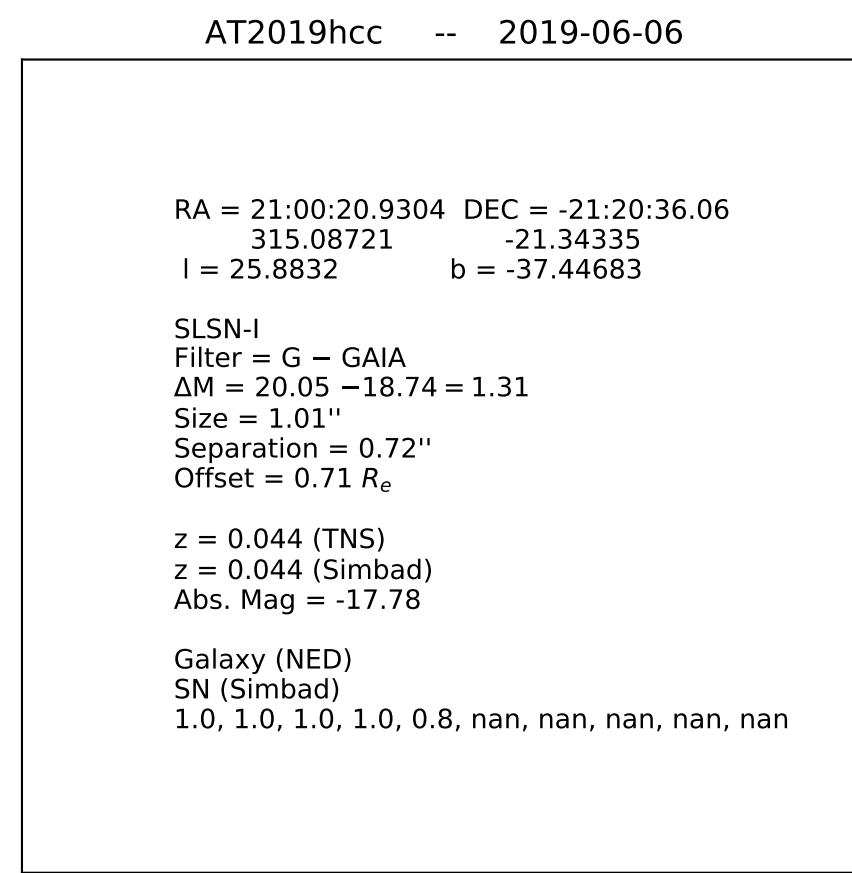 AT2019hcc -- 2019-06-06
RA = 21:00:20.9304 DEC = -21:20:36.06
315.08721 -21.34335
l = 25.8832 b = -37.44683
SLSN-I
Filter = G − GAIA
ΔM = 20.05 −18.74 = 1.31
Size = 1.01''
Separation = 0.72''
Offset = 0.71 Rₑ
z = 0.044 (TNS)
z = 0.044 (Simbad)
Abs. Mag = -17.78
Galaxy (NED)
SN (Simbad)
1.0, 1.0, 1.0, 1.0, 0.8, nan, nan, nan, nan, nan